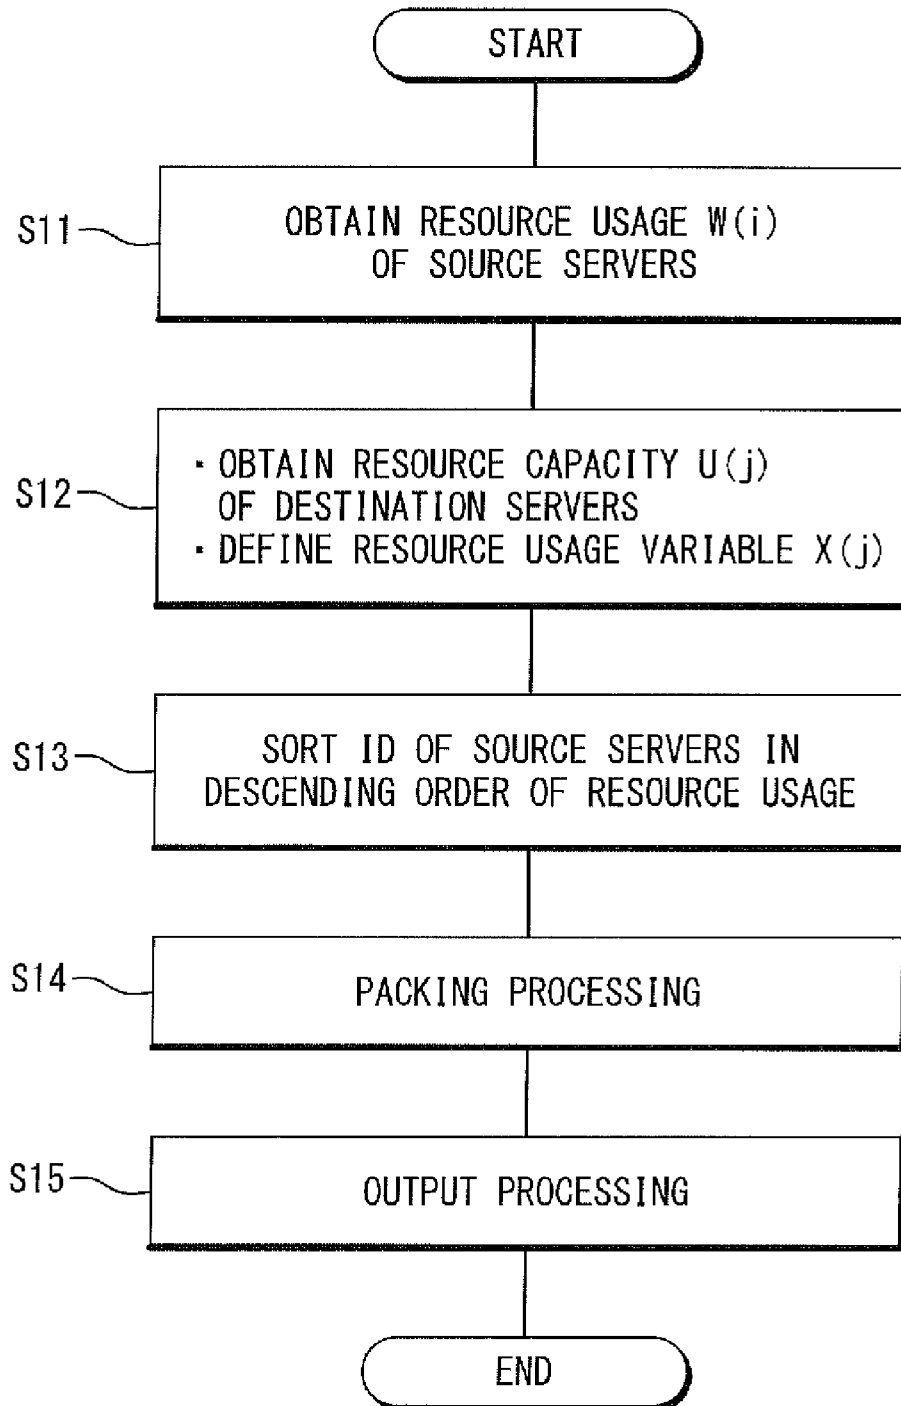 START
S11
OBTAIN RESOURCE USAGE W(i)
OF SOURCE SERVERS
S12
・OBTAIN RESOURCE CAPACITY U(j)
OF DESTINATION SERVERS
・DEFINE RESOURCE USAGE VARIABLE X(j)
S13
SORT ID OF SOURCE SERVERS IN
DESCENDING ORDER OF RESOURCE USAGE
S14
PACKING PROCESSING
S15
OUTPUT PROCESSING
END